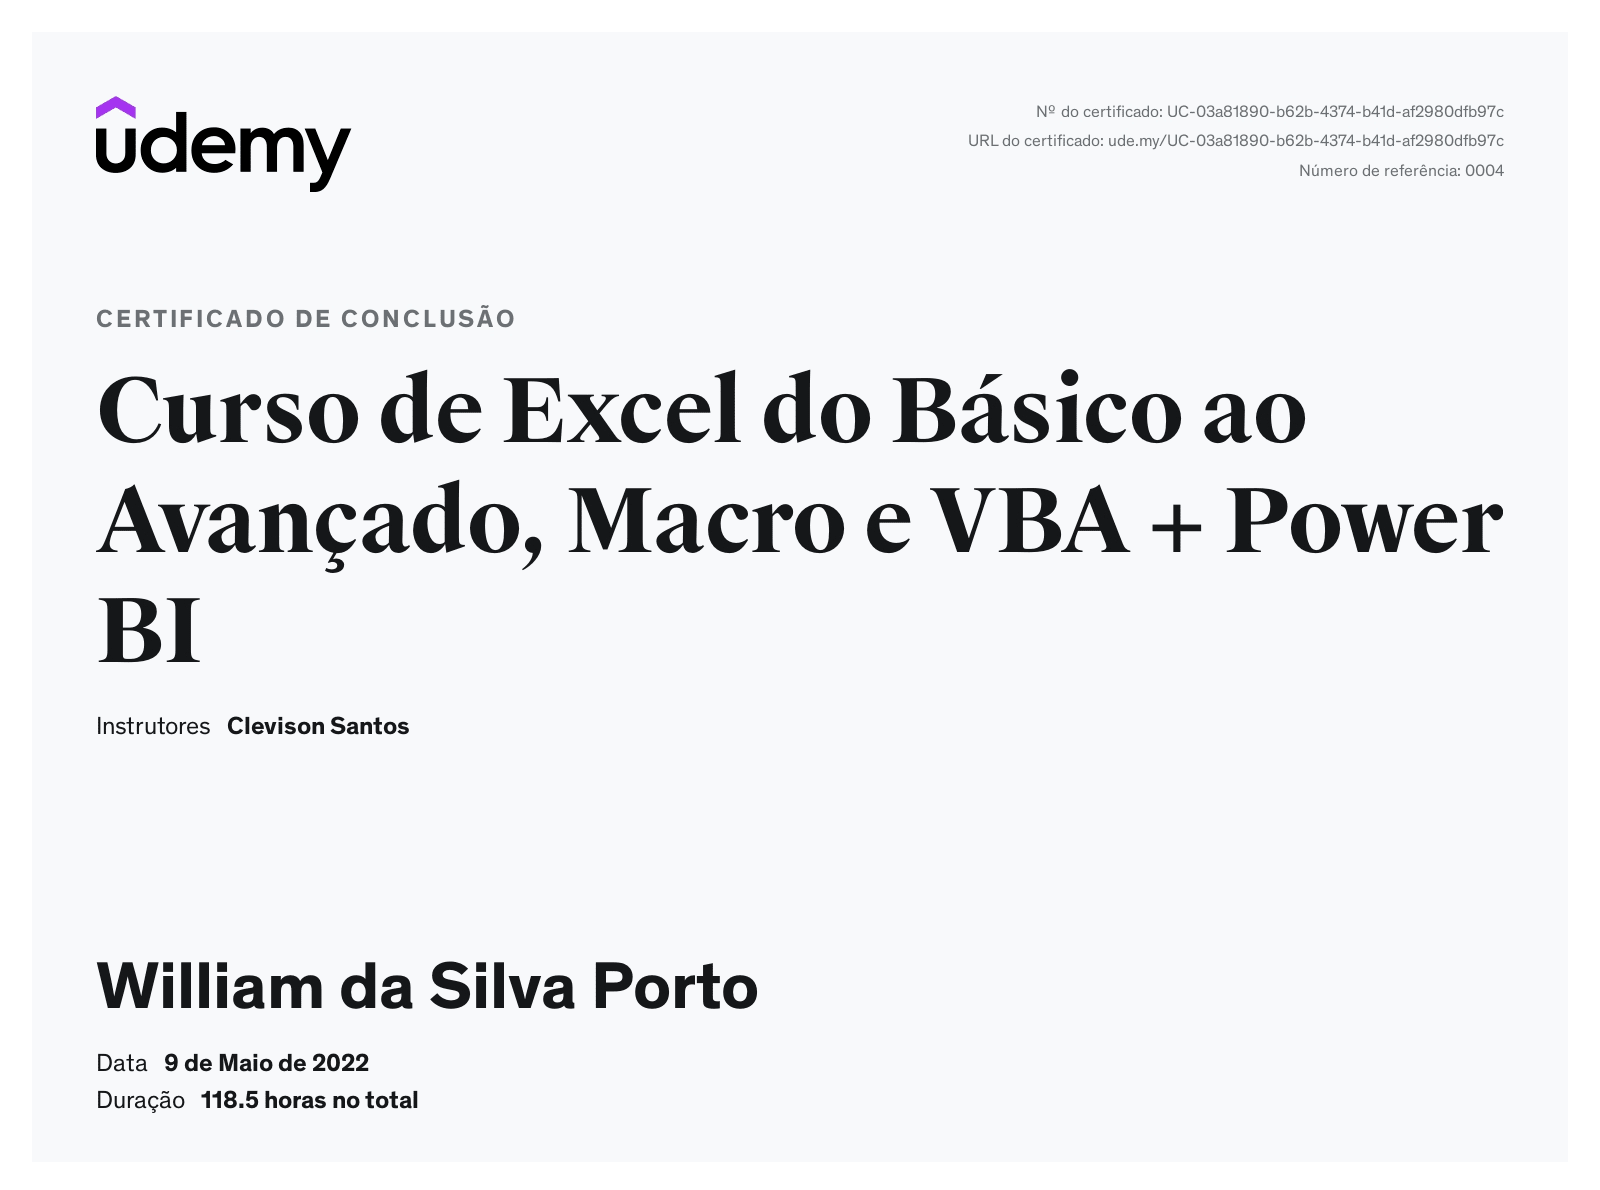 udemy
Nº do certificado: UC-03a81890-b62b-4374-b41d-af2980dfb97c
URL do certificado: ude.my/UC-03a81890-b62b-4374-b41d-af2980dfb97c
Número de referência: 0004
CERTIFICADO DE CONCLUSÃO
Curso de Excel do Básico ao
Avançado, Macro e VBA + Power
BI
Instrutores Clevison Santos
William da Silva Porto
Data 9 de Maio de 2022
Duração 118.5 horas no total